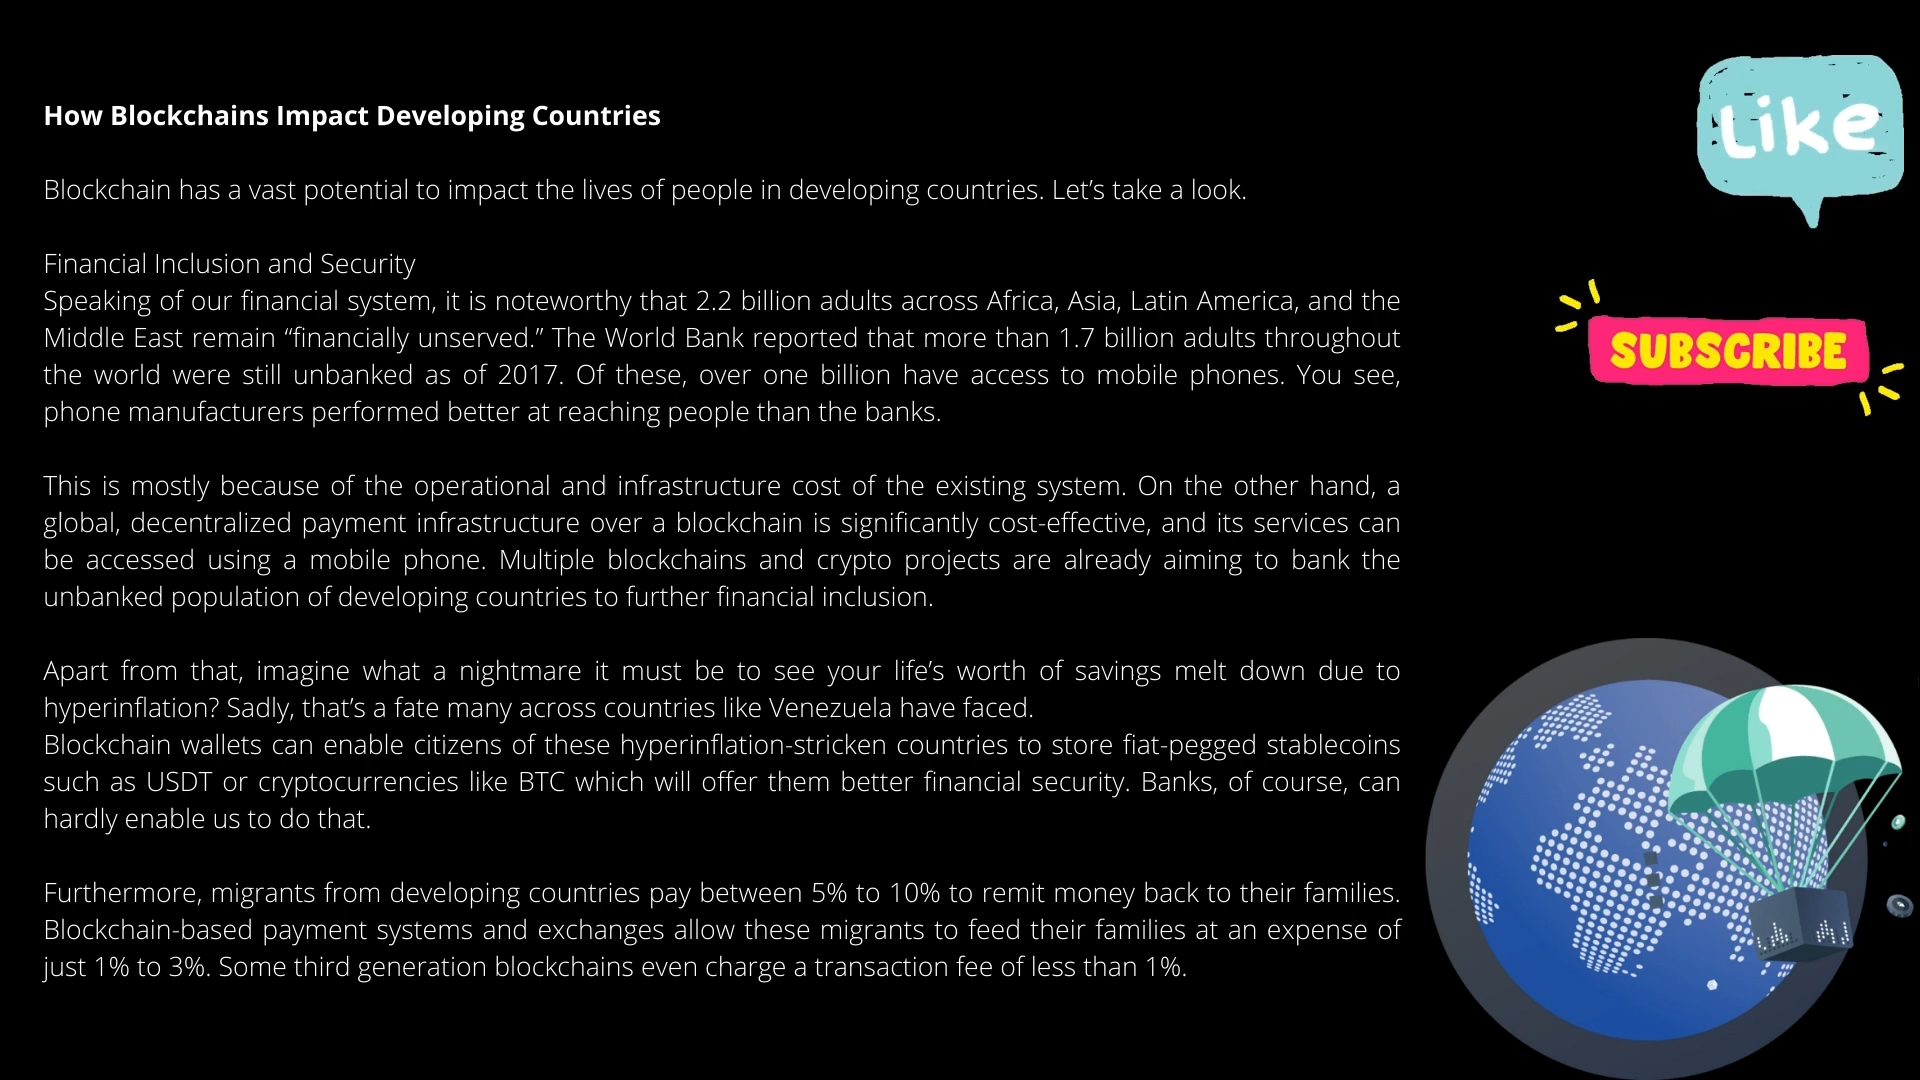 How Blockchains Impact Developing Countries
Blockchain has a vast potential to impact the lives of people in developing countries. Let’s take a look.
Financial Inclusion and Security
Speaking of our financial system, it is noteworthy that 2.2 billion adults across Africa, Asia, Latin America, and the
Middle East remain “financially unserved.” The World Bank reported that more than 1.7 billion adults throughout
the world were still unbanked as of 2017. Of these, over one billion have access to mobile phones. You see,
phone manufacturers performed better at reaching people than the banks.
This is mostly because of the operational and infrastructure cost of the existing system. On the other hand, a
global, decentralized payment infrastructure over a blockchain is significantly cost-effective, and its services can
be accessed using a mobile phone. Multiple blockchains and crypto projects are already aiming to bank the
unbanked population of developing countries to further financial inclusion.
Apart from that, imagine what a nightmare it must be to see your life’s worth of savings melt down due to
hyperinflation? Sadly, that’s a fate many across countries like Venezuela have faced.
Blockchain wallets can enable citizens of these hyperinflation-stricken countries to store fiat-pegged stablecoins
such as USDT or cryptocurrencies like BTC which will offer them better financial security. Banks, of course, can
hardly enable us to do that.
Furthermore, migrants from developing countries pay between 5% to 10% to remit money back to their families.
Blockchain-based payment systems and exchanges allow these migrants to feed their families at an expense of
just 1% to 3%. Some third generation blockchains even charge a transaction fee of less than 1%.
Like
SUBSCRIBE